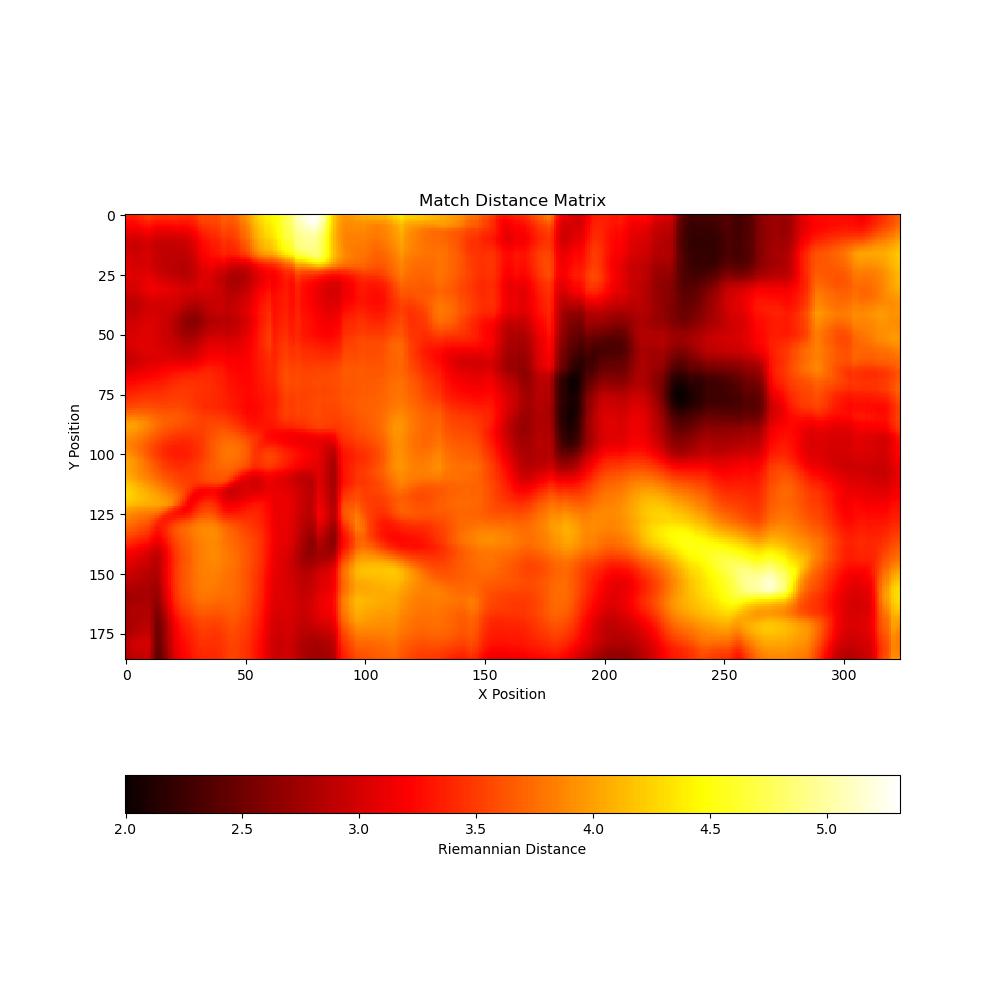 Match Distance Matrix
0
25
50
75
100
125
150
175
Y Position
0 50 100 150 200 250 300
X Position
2.0 2.5 3.0 3.5 4.0 4.5 5.0
Riemannian Distance